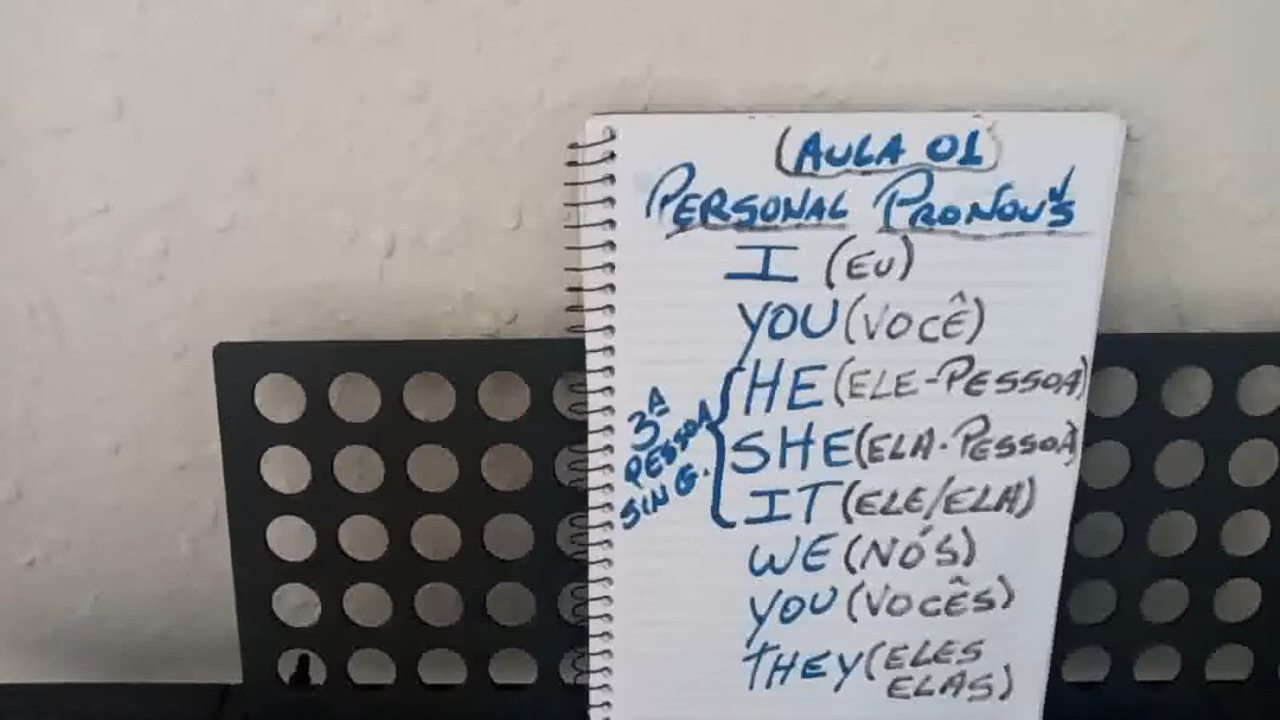 (AULA 01)
PERSONAL PRONOUNS
I (EU)
YOU (VOCÊ)
HE (ELE-PESSOA)
SHE (ELA-PESSOA)
IT (ELE/ELA)
3ª
PESSOA
SING.
WE (NÓS)
YOU (VOCÊS)
THEY (ELES
ELAS)